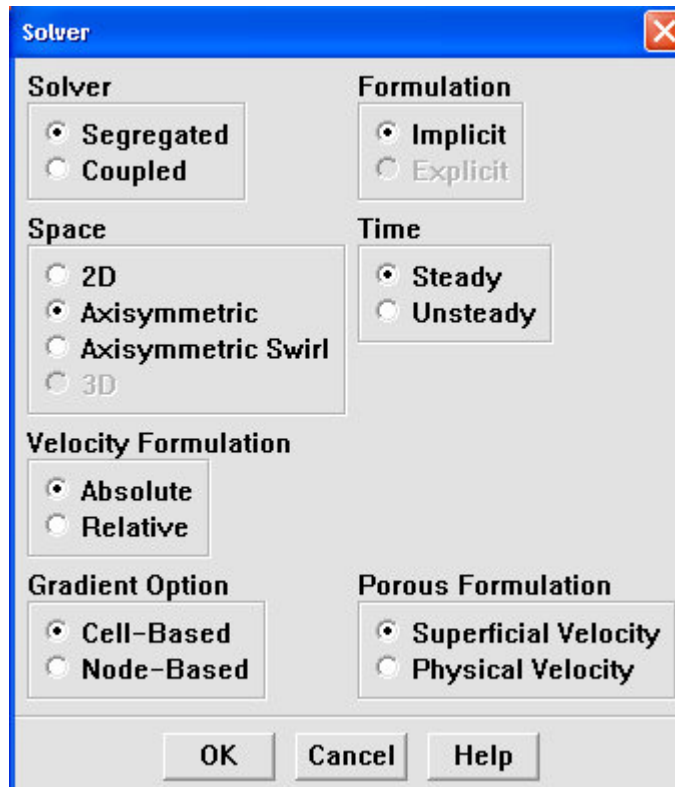 Solver
Solver
Segregated
Coupled
Formulation
Implicit
Explicit
Space
2D
Axisymmetric
Axisymmetric Swirl
3D
Time
Steady
Unsteady
Velocity Formulation
Absolute
Relative
Gradient Option
Cell-Based
Node-Based
Porous Formulation
Superficial Velocity
Physical Velocity
OK
Cancel
Help